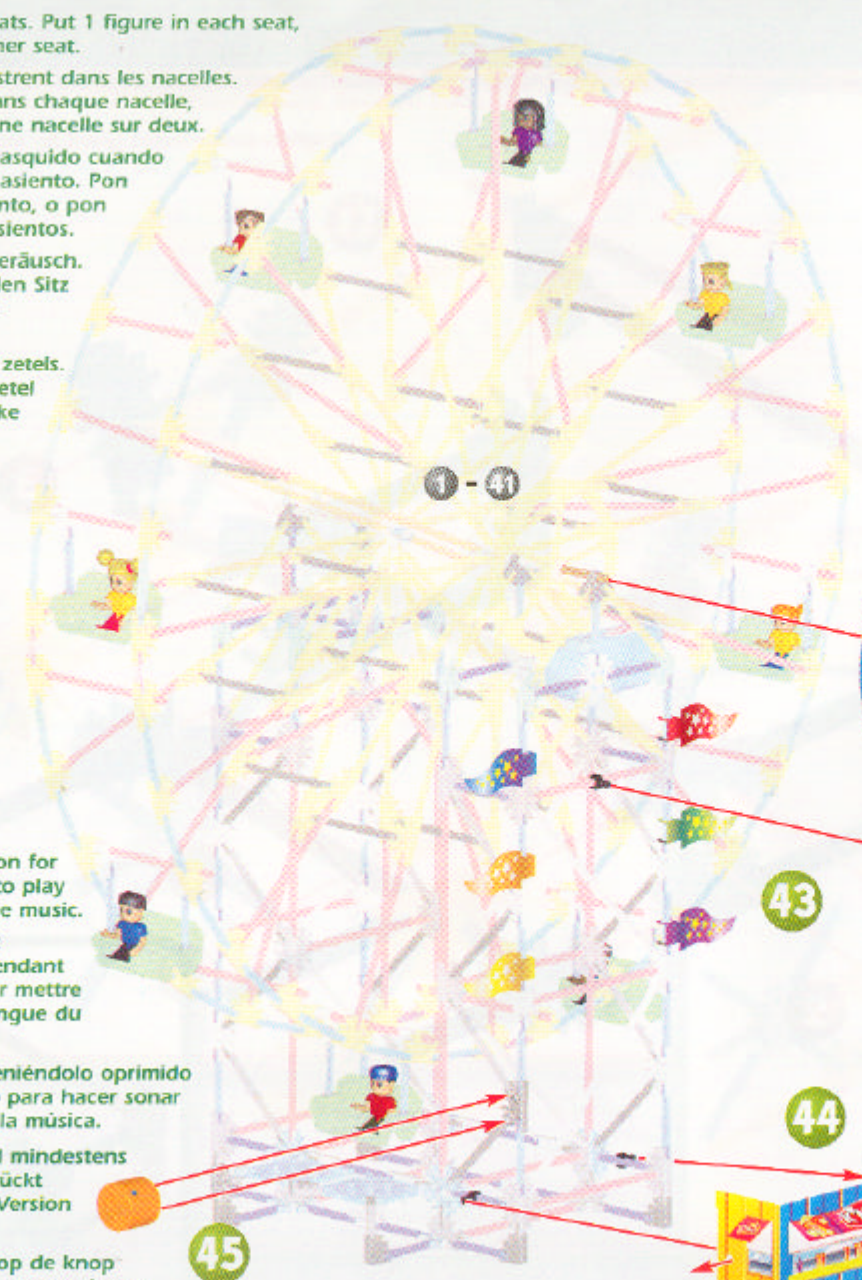 ats. Put 1 figure in each seat,
ner seat.
strent dans les nacelles.
ans chaque nacelle,
ne nacelle sur deux.
asquido cuando
asiento. Pon
nto, o pon
sientos.
eräusch.
den Sitz
zetels.
etel
ke
1 - 41
on for
to play
e music.
endant
r mettre
ngue du
eniéndolo oprimido
para hacer sonar
la música.
l mindestens
ückt
Version
op de knop
43
44
45